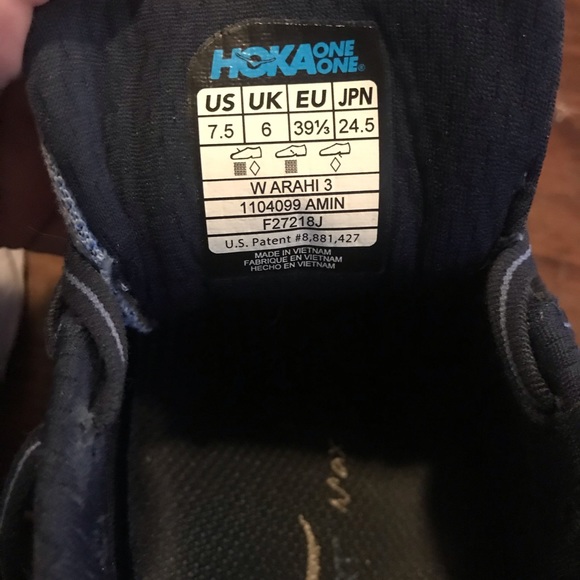 HOKA ONE ONE®
US UK EU JPN
7.5 6 39⅓ 24.5
W ARAHI 3
1104099 AMIN
F27218J
U.S. Patent #8,881,427
MADE IN VIETNAM
FABRIQUE EN VIETNAM
HECHO EN VIETNAM